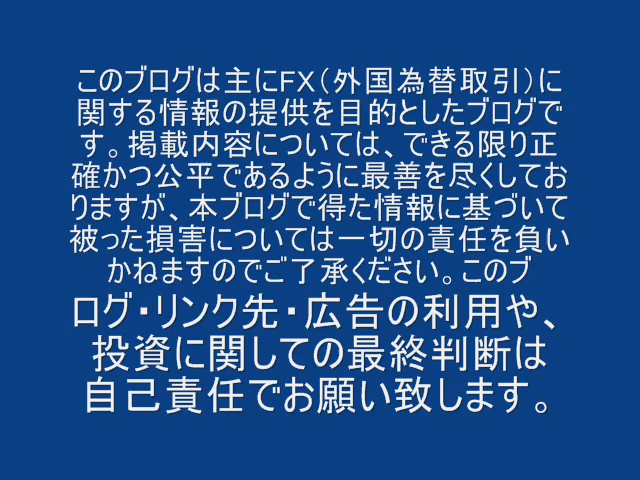 このブログは主にFX(外国為替取引)に
関する情報の提供を目的としたブログで
す。掲載内容については、できる限り正
確かつ公平であるように最善を尽くしてお
りますが、本ブログで得た情報に基づいて
被った損害については一切の責任を負い
かねますのでご了承ください。このブ
ログ・リンク先・広告の利用や、
投資に関しての最終判断は
自己責任でお願い致します。